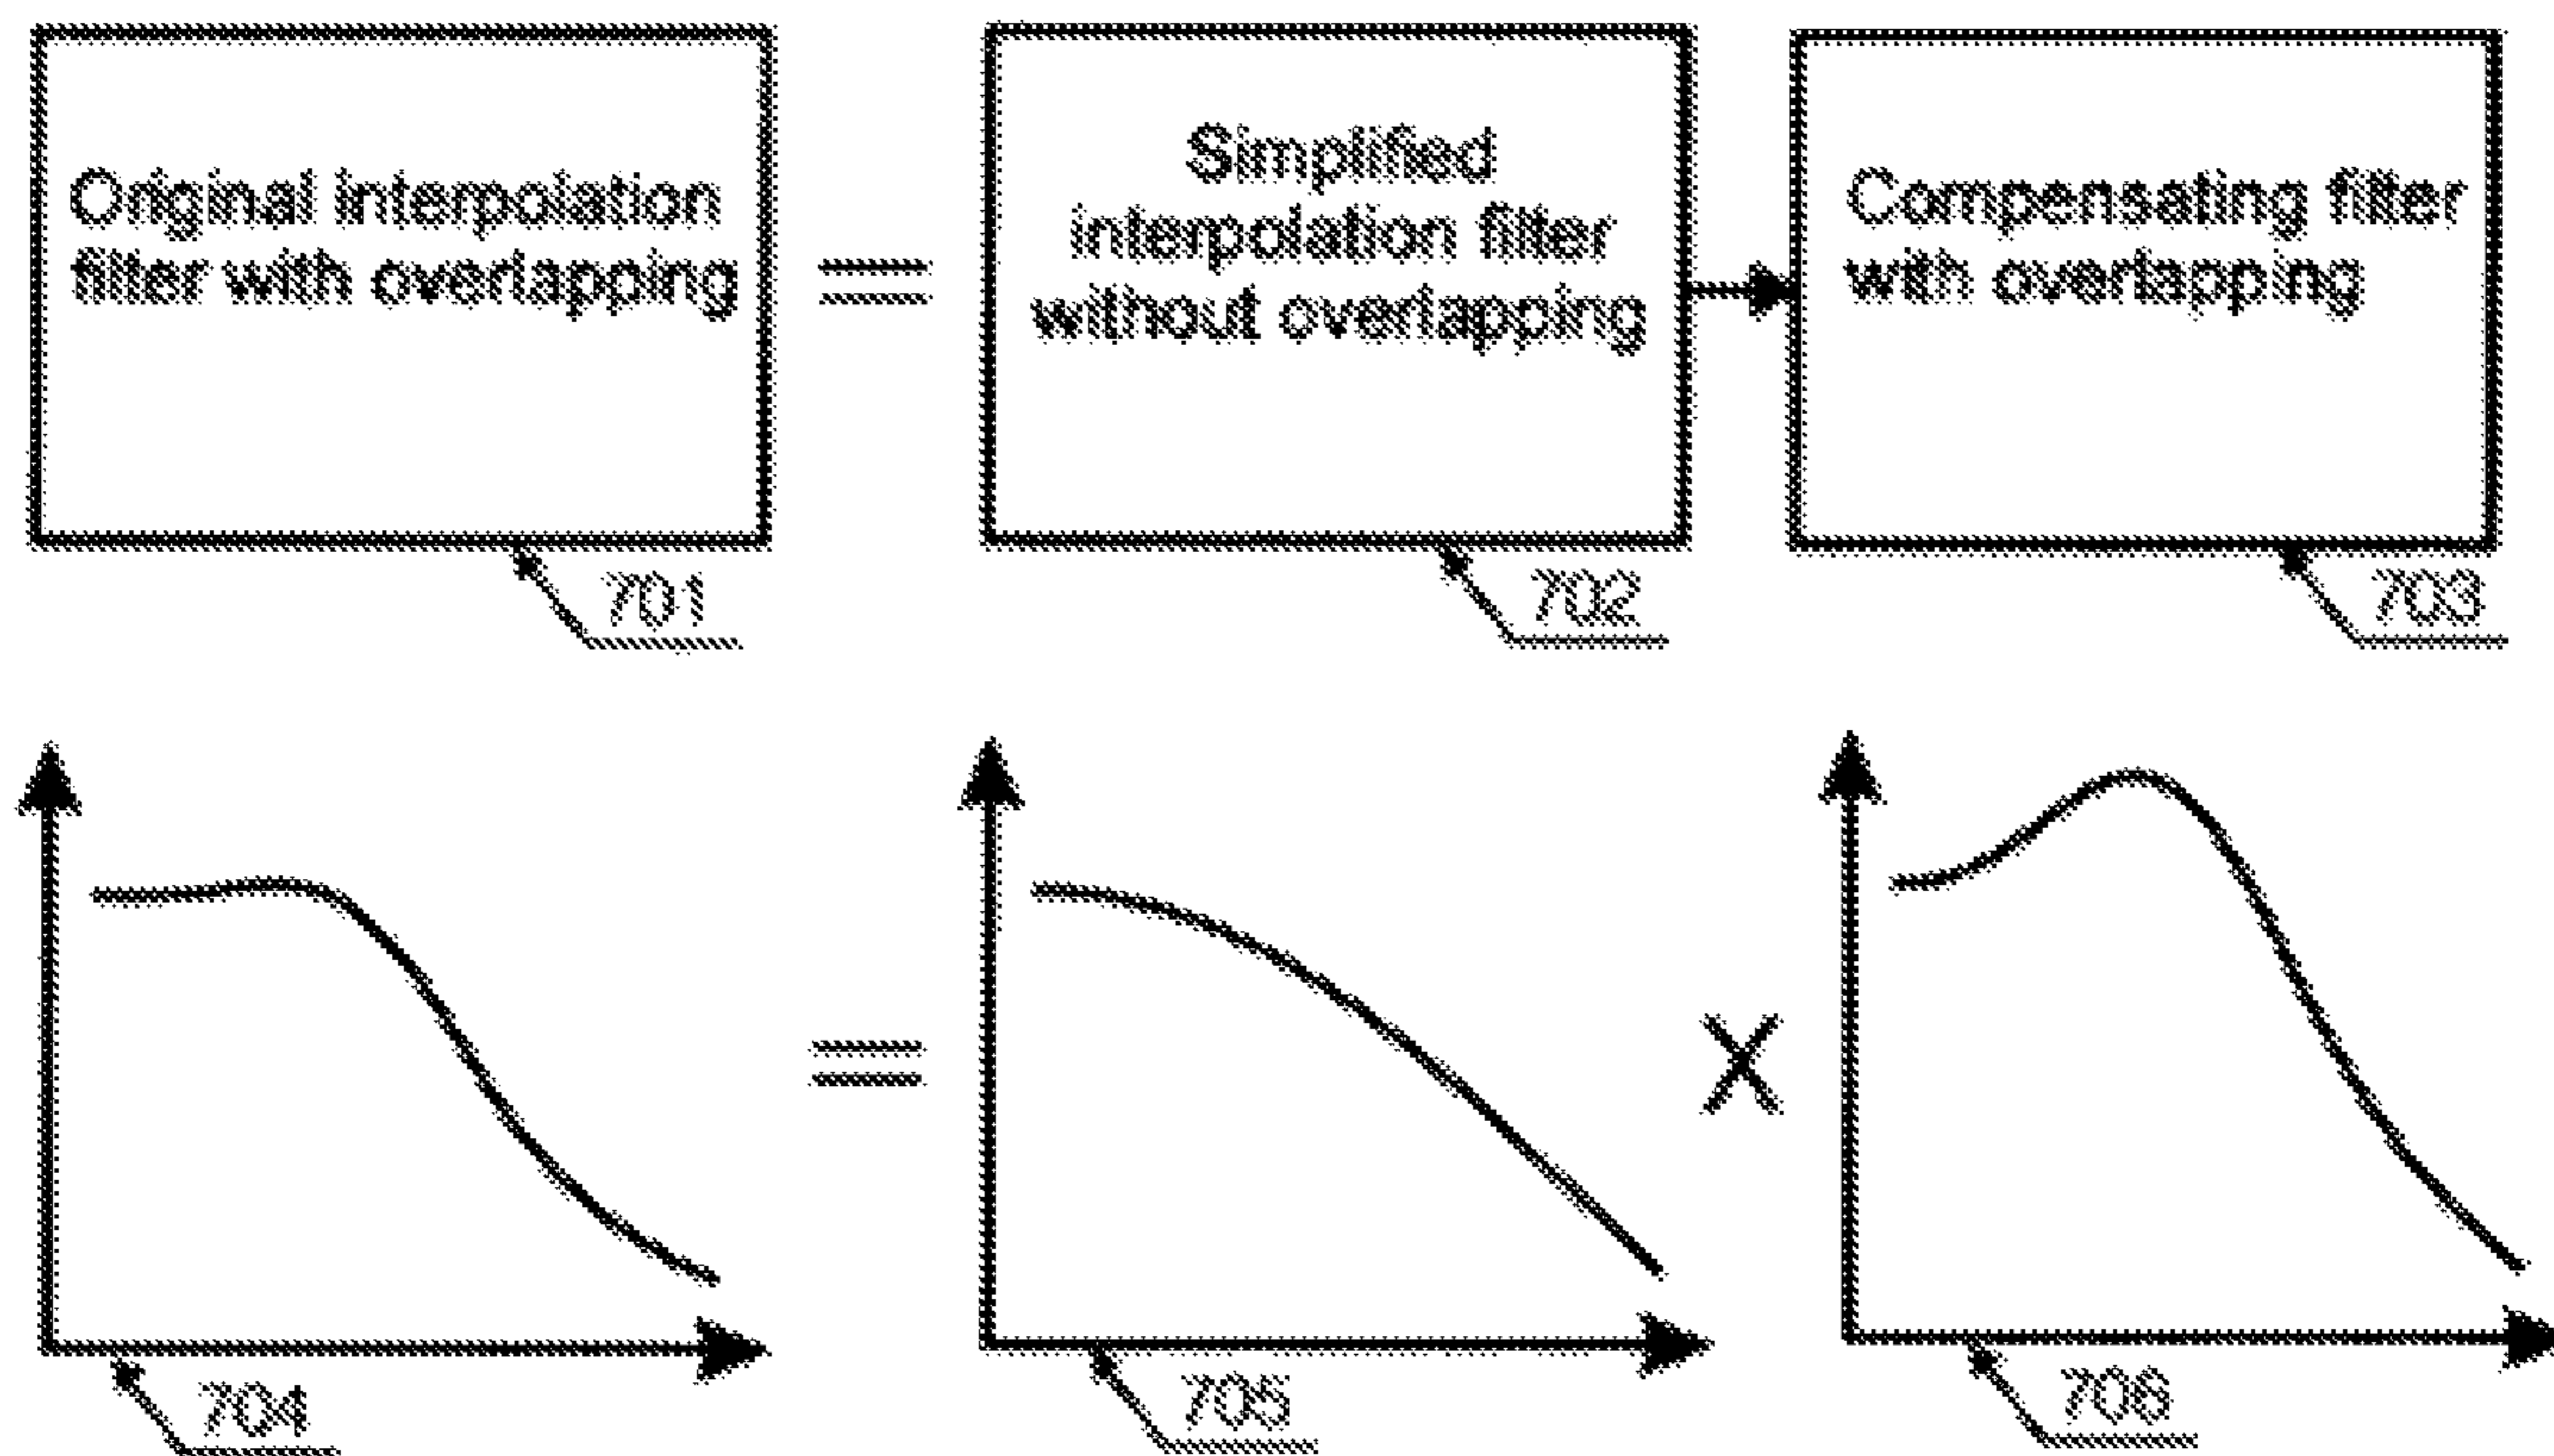 Original interpolation
filter with overlapping
=
Simplified
interpolation filter
without overlapping
Compensating filter
with overlapping
701
702
703
=
X
704
705
706